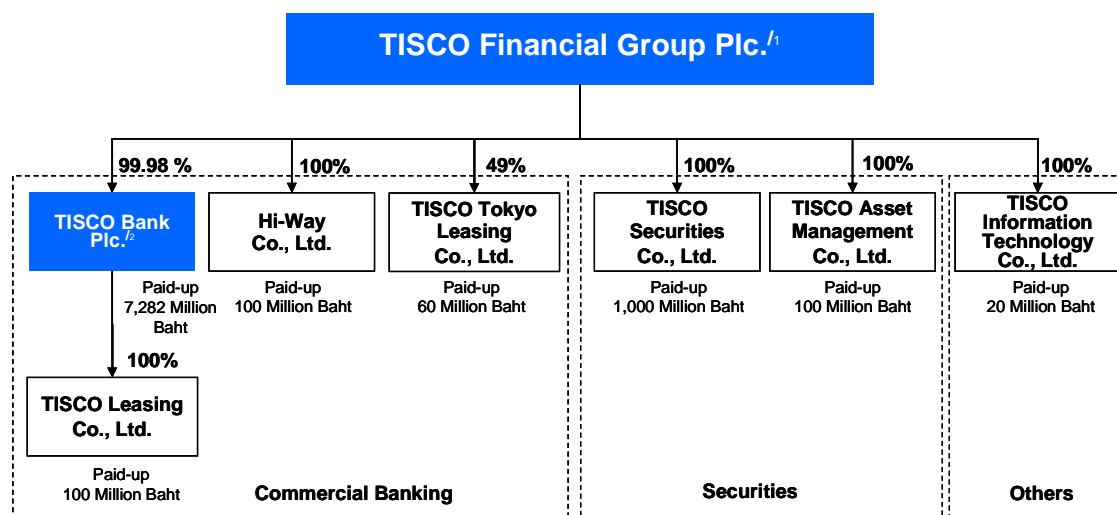 TISCO Financial Group Plc./1
99.98 %
100%
49%
100%
100%
100%
TISCO Bank
Plc./2
Hi-Way
Co., Ltd.
TISCO Tokyo
Leasing
Co., Ltd.
TISCO
Securities
Co., Ltd.
TISCO Asset
Management
Co., Ltd.
TISCO
Information
Technology
Co., Ltd.
Paid-up
7,282 Million
Baht
Paid-up
100 Million Baht
Paid-up
60 Million Baht
Paid-up
1,000 Million Baht
Paid-up
100 Million Baht
Paid-up
20 Million Baht
100%
TISCO Leasing
Co., Ltd.
Paid-up
100 Million Baht
Commercial Banking
Securities
Others